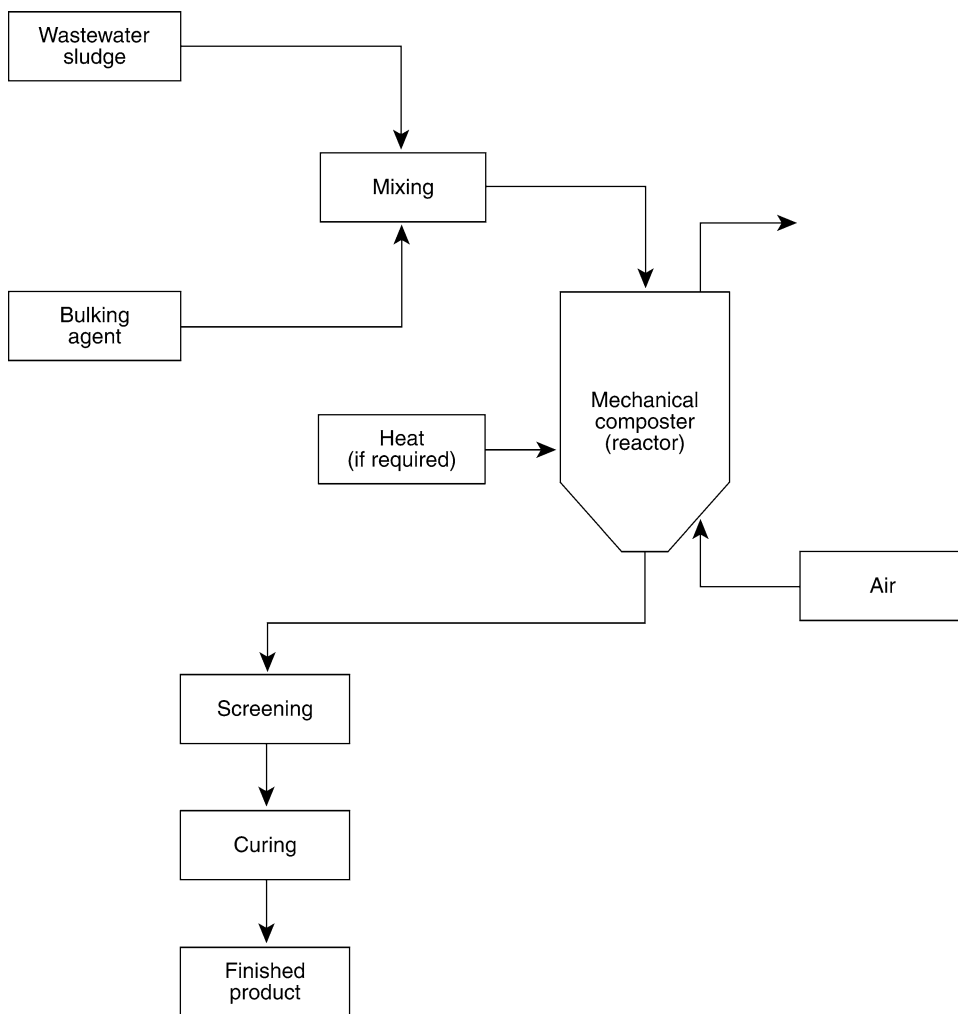 Wastewater
sludge
Mixing
Bulking
agent
Mechanical
composter
(reactor)
Heat
(if required)
Air
Screening
Curing
Finished
product